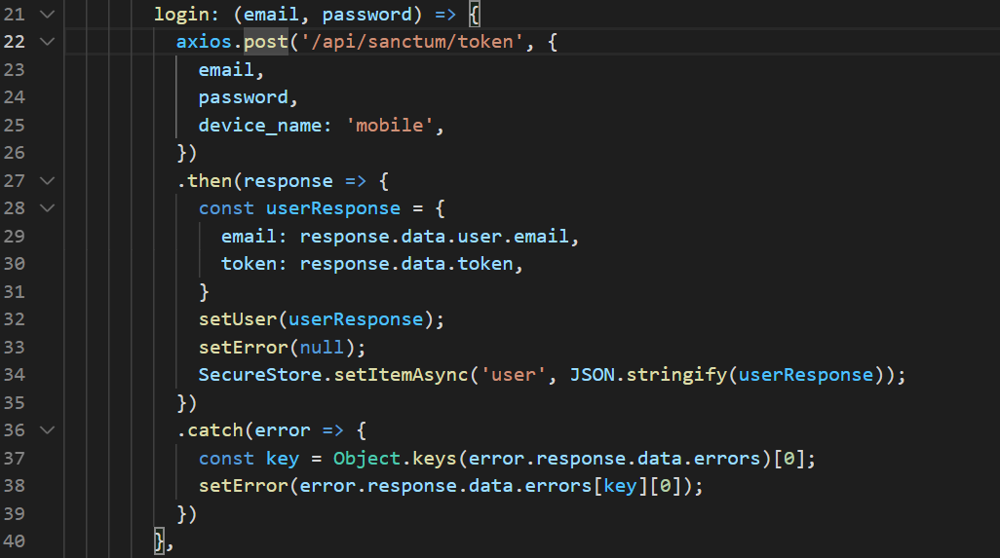 21 login: (email, password) => {
22 axios.post('/api/sanctum/token', {
23 email,
24 password,
25 device_name: 'mobile',
26 })
27 .then(response => {
28 const userResponse = {
29 email: response.data.user.email,
30 token: response.data.token,
31 }
32 setUser(userResponse);
33 setError(null);
34 SecureStore.setItemAsync('user', JSON.stringify(userResponse));
35 })
36 .catch(error => {
37 const key = Object.keys(error.response.data.errors)[0];
38 setError(error.response.data.errors[key][0]);
39 })
40 },